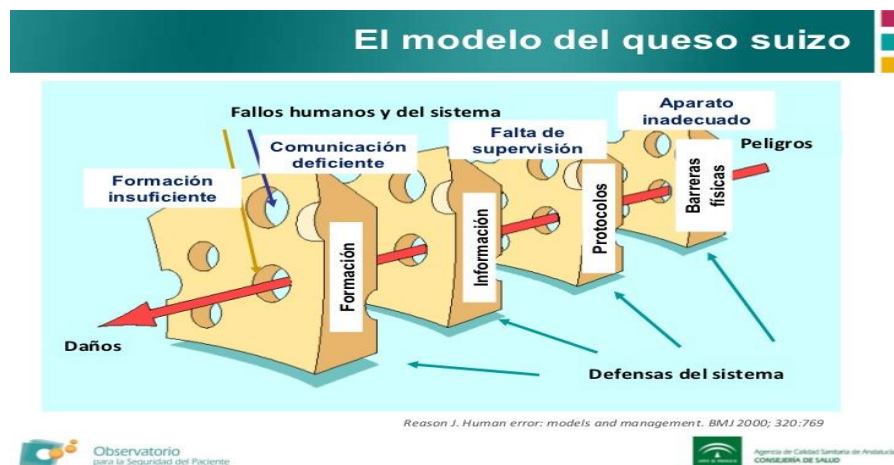 El modelo del queso suizo
Fallos humanos y del sistema
Aparato
inadecuado
Comunicación
deficiente
Falta de
supervisión
Peligros
Formación
insuficiente
Formación
Información
Protocolos
Barreras
físicas
Daños
Defensas del sistema
Reason J. Human error: models and management. BMJ 2000; 320:769
Observatorio
para la Seguridad del Paciente
Agencia de Calidad Sanitaria de Andalucía
CONSEJERÍA DE SALUD